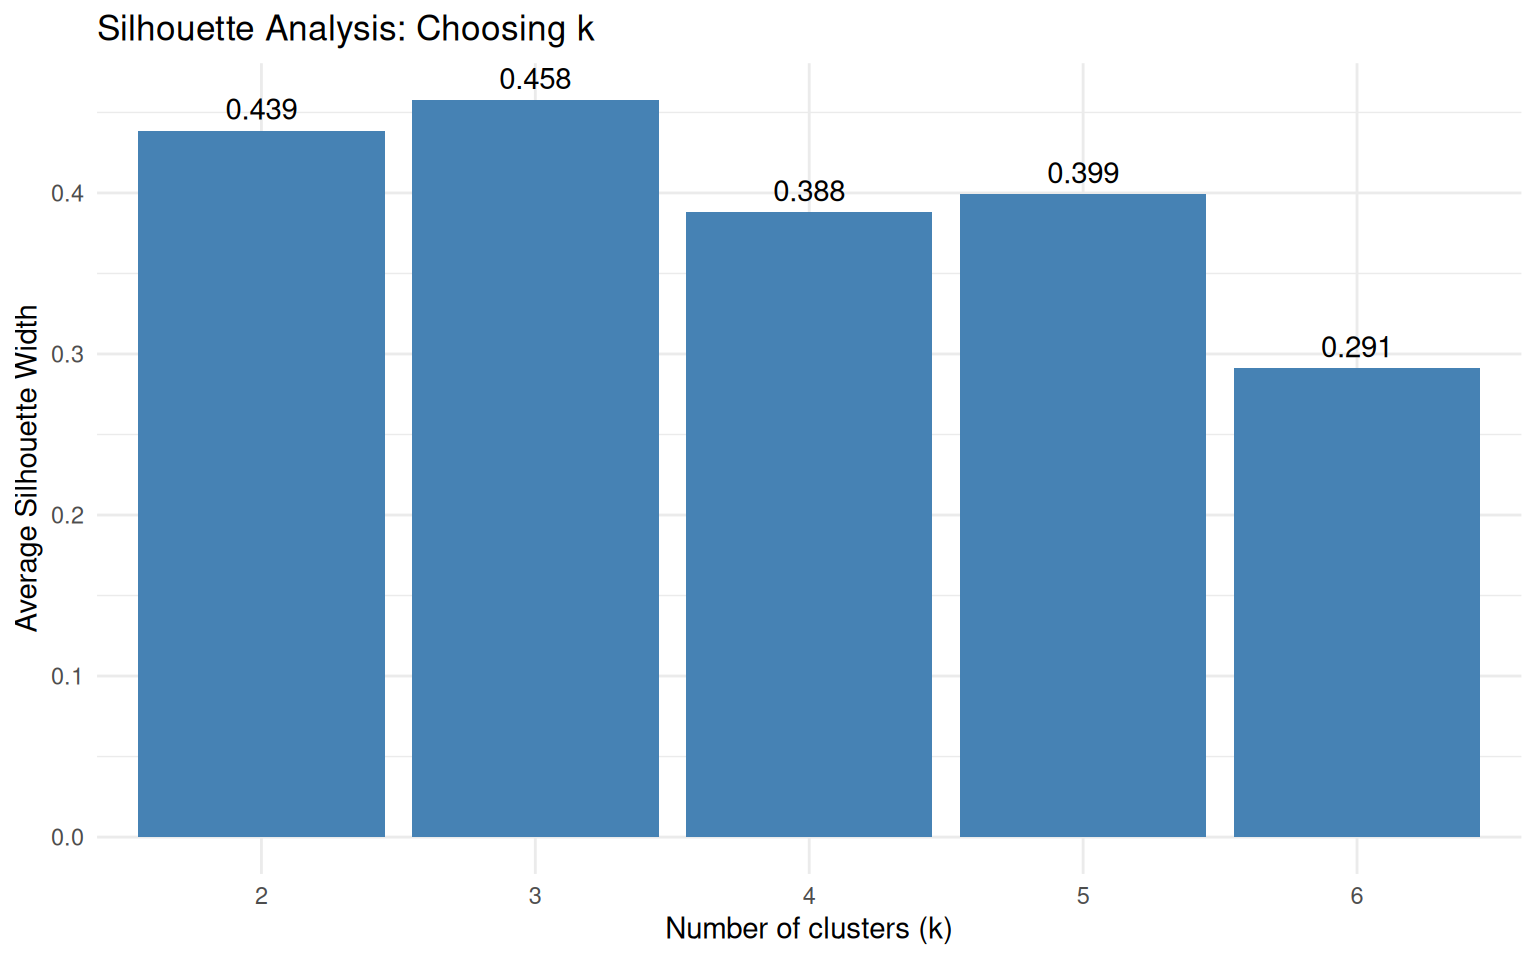 Silhouette Analysis: Choosing k
0.458
0.439
0.399
0.388
0.291
Average Silhouette Width
0.4
0.3
0.2
0.1
0.0
2 3 4 5 6
Number of clusters (k)